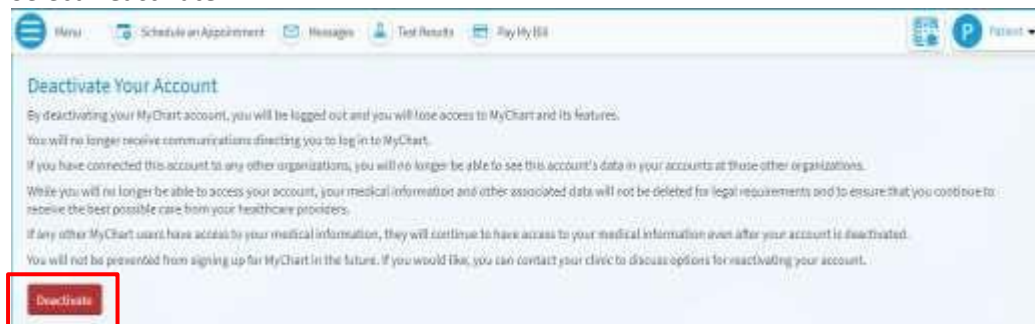 Menu
Schedule an Appointment
Messages
Test Results
Pay My Bill
P
Patient
Deactivate Your Account
By deactivating your MyChart account, you will be logged out and you will lose access to MyChart and its features.
You will no longer receive communications directing you to log in to MyChart.
If you have connected this account to any other organizations, you will no longer be able to see this account's data in your accounts at those other organizations.
While you will no longer be able to access your account, your medical information and other associated data will not be deleted for legal requirements and to ensure that you continue to
receive the best possible care from your healthcare providers.
If any other MyChart users have access to your medical information, they will continue to have access to your medical information even after your account is deactivated.
You will not be prevented from signing up for MyChart in the future. If you would like, you can contact your clinic to discuss options for reactivating your account.
Deactivate